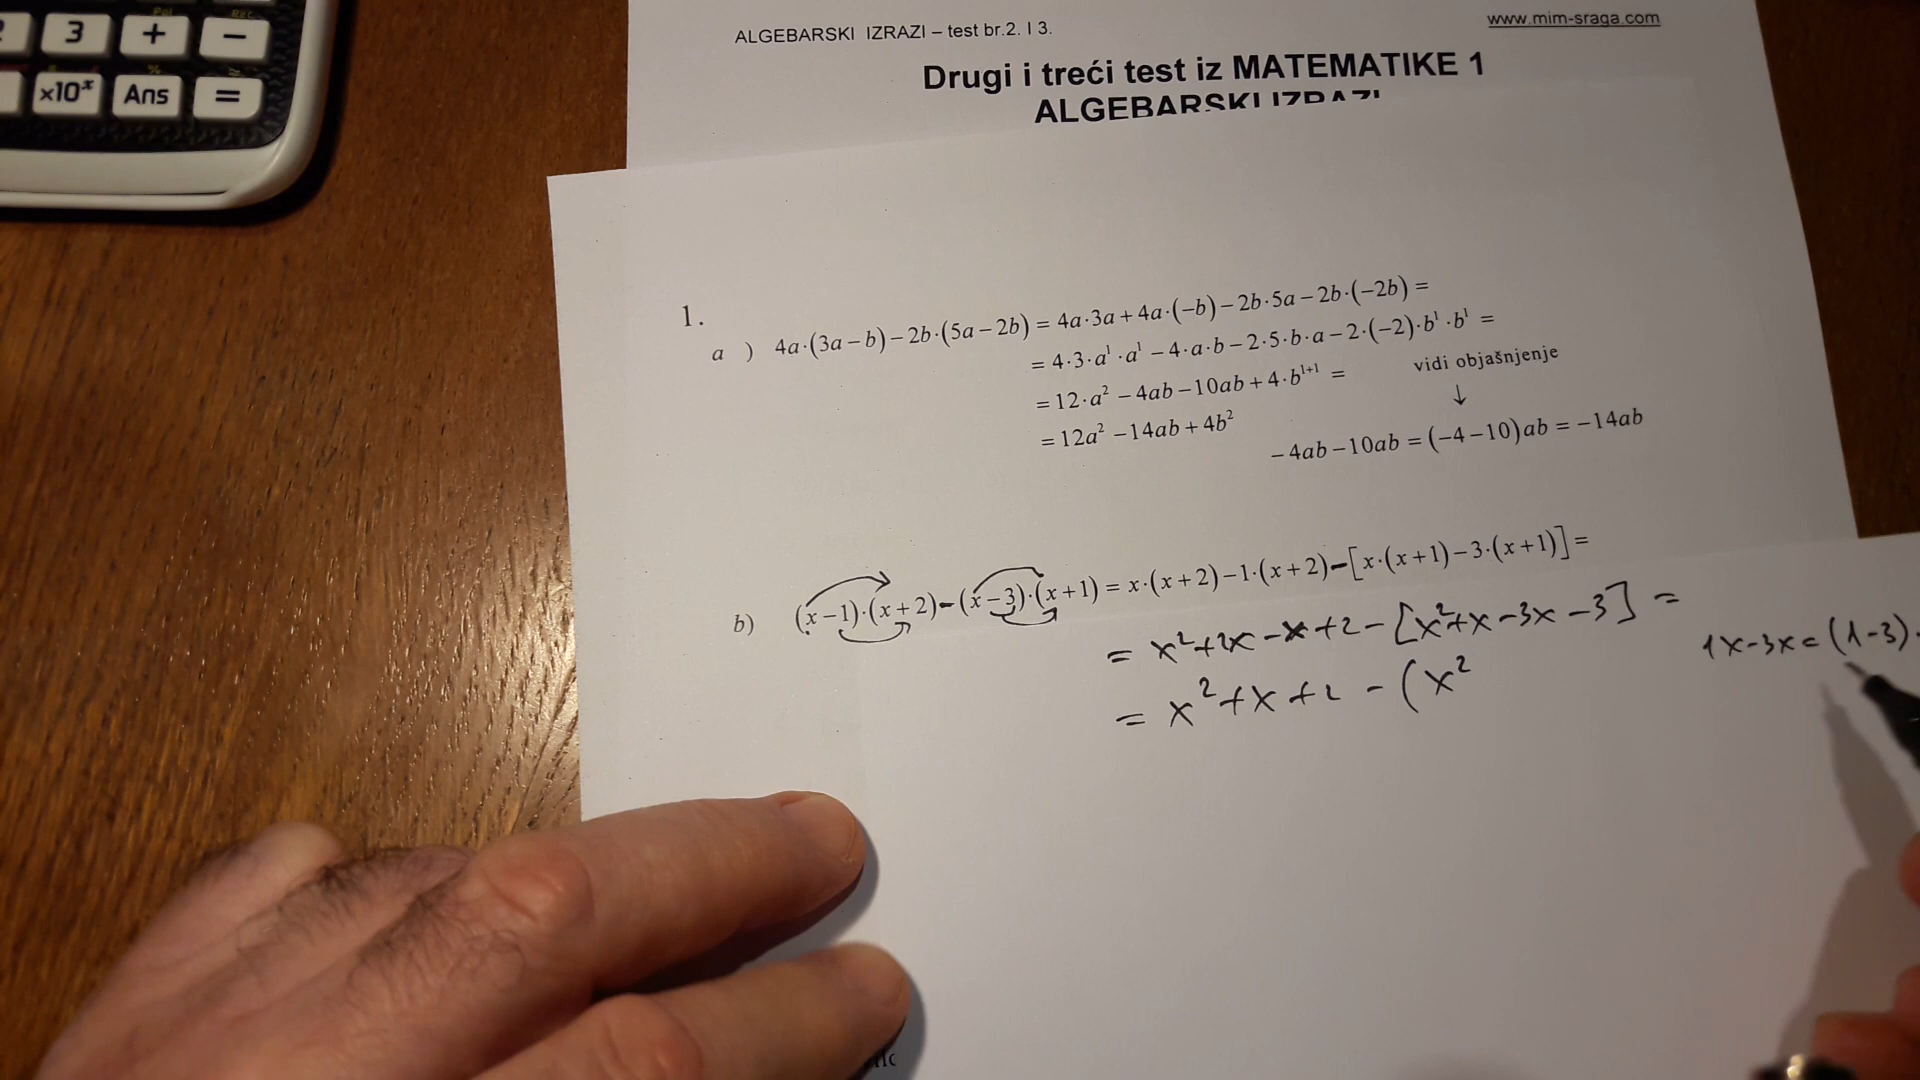 3 + −
×10ˣ Ans =
ALGEBARSKI IZRAZI – test br.2. I 3.
www.mim-sraga.com
Drugi i treći test iz MATEMATIKE 1
ALGEBARSKI IZRAZI
1.
a ) 4a·(3a−b)−2b·(5a−2b) = 4a·3a+4a·(−b)−2b·5a−2b·(−2b) =
= 4·3·a¹·a¹ −4·a·b−2·5·b·a−2·(−2)·b¹·b¹ =
= 12·a² −4ab−10ab+4·b¹⁺¹ =
vidi objašnjenje
↓
= 12a² −14ab+4b²
−4ab−10ab = (−4−10)ab = −14ab
b) (x−1)·(x+2)−(x−3)·(x+1) = x·(x+2)−1·(x+2)−[x·(x+1)−3·(x+1)] =
= x²+2x−x+2−[x²+x−3x−3] =
1x−3x = (1−3)·
= x²+x+2 −(x²